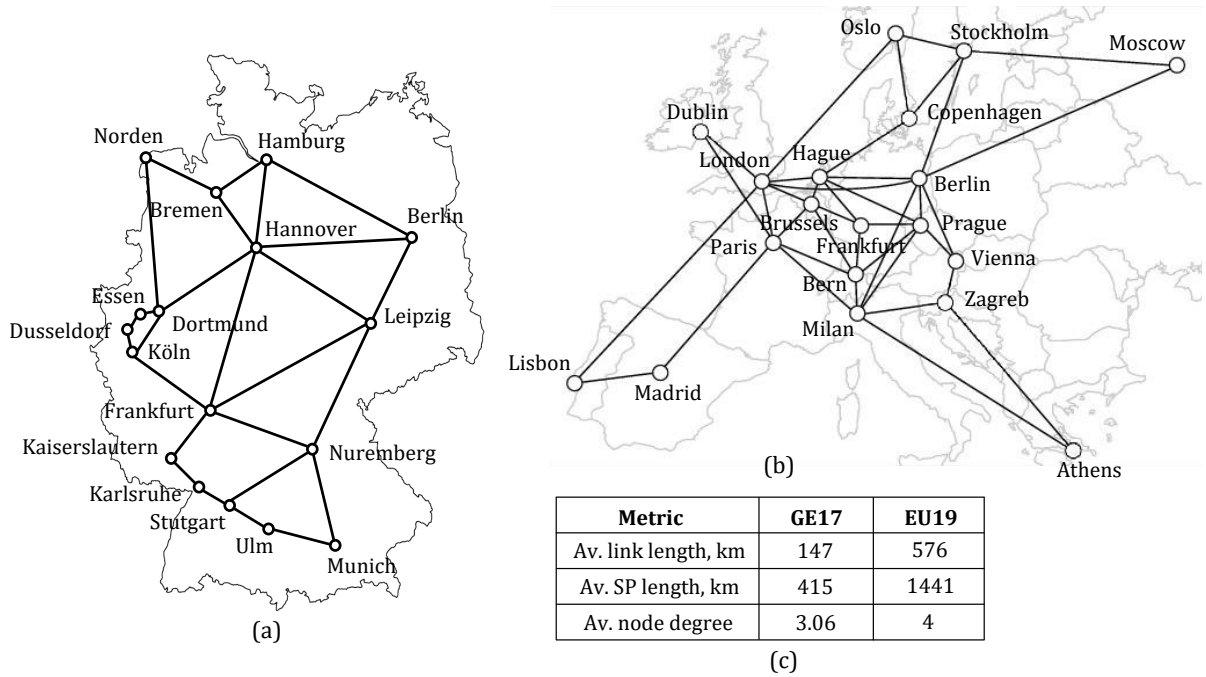 Norden
Hamburg
Bremen
Hannover
Berlin
Essen
Dortmund
Dusseldorf
Leipzig
Köln
Frankfurt
Kaiserslautern
Nuremberg
Karlsruhe
Stutgart
Ulm
Munich
(a)
Oslo
Stockholm
Moscow
Dublin
Copenhagen
London
Hague
Berlin
Brussels
Prague
Paris
Frankfurt
Vienna
Bern
Zagreb
Milan
Lisbon
Madrid
Athens
(b)
Metric GE17 EU19
Av. link length, km 147 576
Av. SP length, km 415 1441
Av. node degree 3.06 4
(c)